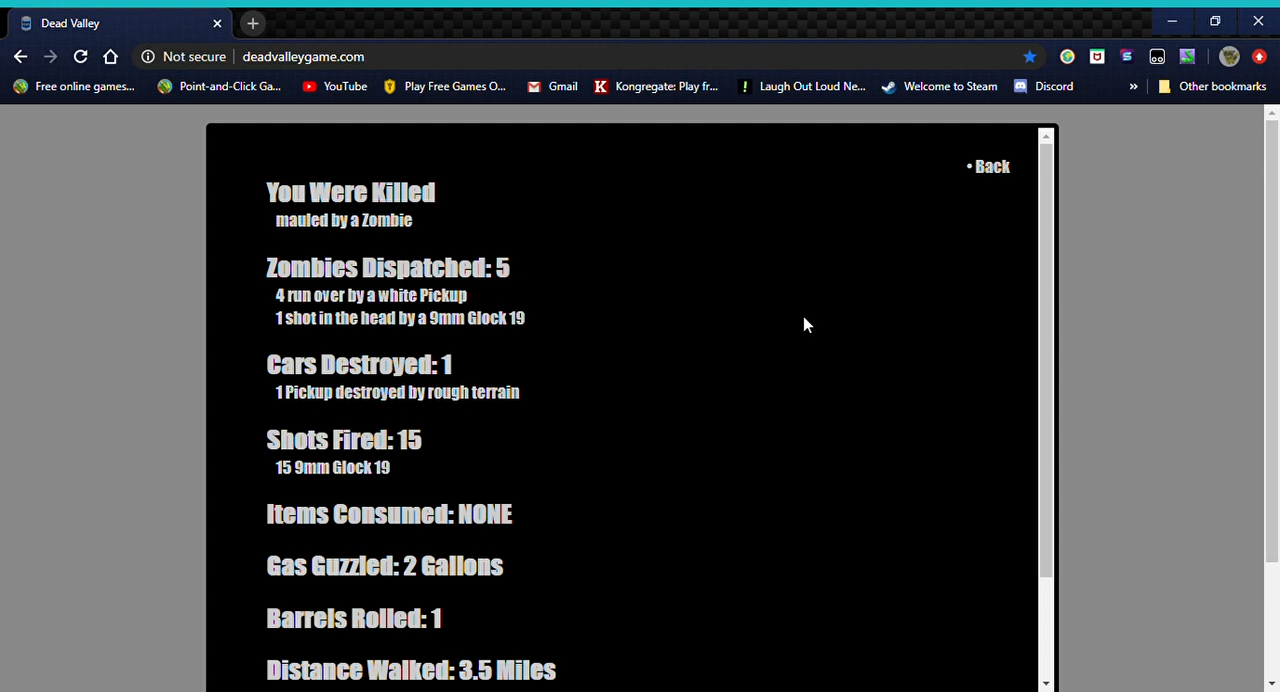 Dead Valley
Not secure deadvalleygame.com
Free online games... Point-and-Click Ga... YouTube Play Free Games O... Gmail Kongregate: Play fr... Laugh Out Loud Ne... Welcome to Steam Discord » Other bookmarks
• Back
You Were Killed
mauled by a Zombie
Zombies Dispatched: 5
4 run over by a white Pickup
1 shot in the head by a 9mm Glock 19
Cars Destroyed: 1
1 Pickup destroyed by rough terrain
Shots Fired: 15
15 9mm Glock 19
Items Consumed: NONE
Gas Guzzled: 2 Gallons
Barrels Rolled: 1
Distance Walked: 3.5 Miles